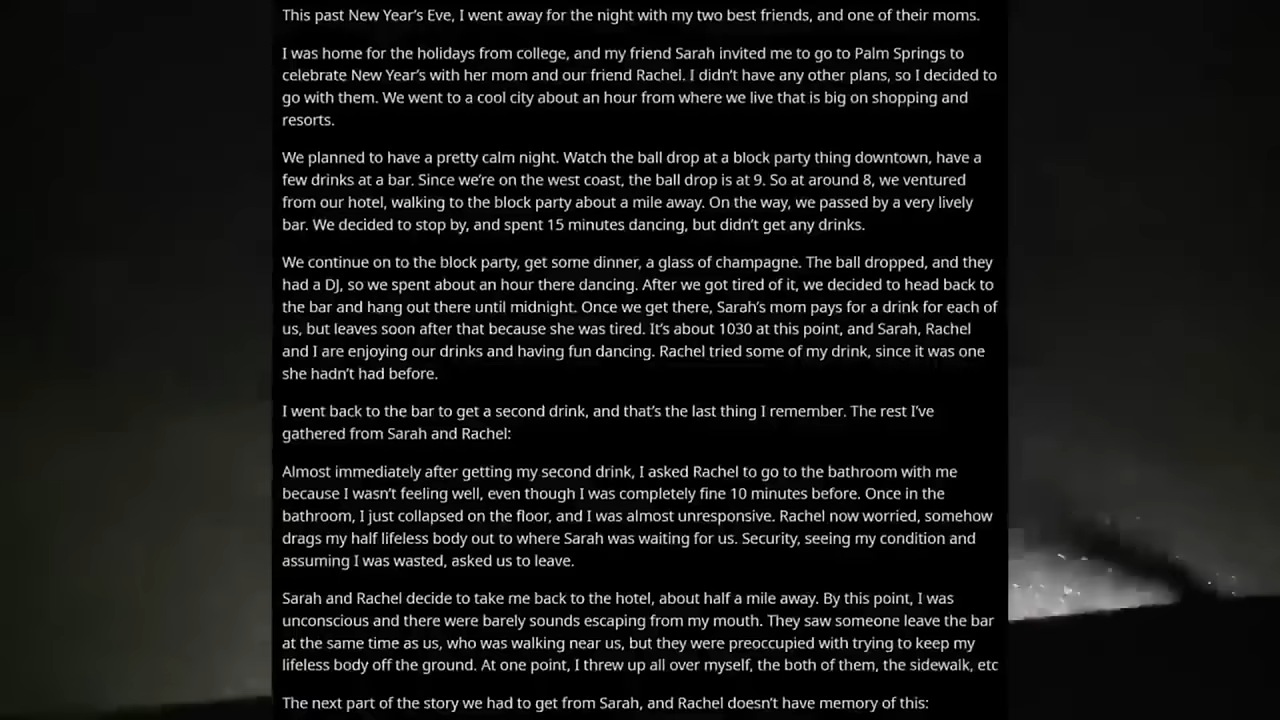 This past New Year’s Eve, I went away for the night with my two best friends, and one of their moms.
I was home for the holidays from college, and my friend Sarah invited me to go to Palm Springs to
celebrate New Year’s with her mom and our friend Rachel. I didn’t have any other plans, so I decided to
go with them. We went to a cool city about an hour from where we live that is big on shopping and
resorts.
We planned to have a pretty calm night. Watch the ball drop at a block party thing downtown, have a
few drinks at a bar. Since we’re on the west coast, the ball drop is at 9. So at around 8, we ventured
from our hotel, walking to the block party about a mile away. On the way, we passed by a very lively
bar. We decided to stop by, and spent 15 minutes dancing, but didn’t get any drinks.
We continue on to the block party, get some dinner, a glass of champagne. The ball dropped, and they
had a DJ, so we spent about an hour there dancing. After we got tired of it, we decided to head back to
the bar and hang out there until midnight. Once we get there, Sarah’s mom pays for a drink for each of
us, but leaves soon after that because she was tired. It’s about 1030 at this point, and Sarah, Rachel
and I are enjoying our drinks and having fun dancing. Rachel tried some of my drink, since it was one
she hadn’t had before.
I went back to the bar to get a second drink, and that’s the last thing I remember. The rest I’ve
gathered from Sarah and Rachel:
Almost immediately after getting my second drink, I asked Rachel to go to the bathroom with me
because I wasn’t feeling well, even though I was completely fine 10 minutes before. Once in the
bathroom, I just collapsed on the floor, and I was almost unresponsive. Rachel now worried, somehow
drags my half lifeless body out to where Sarah was waiting for us. Security, seeing my condition and
assuming I was wasted, asked us to leave.
Sarah and Rachel decide to take me back to the hotel, about half a mile away. By this point, I was
unconscious and there were barely sounds escaping from my mouth. They saw someone leave the bar
at the same time as us, who was walking near us, but they were preoccupied with trying to keep my
lifeless body off the ground. At one point, I threw up all over myself, the both of them, the sidewalk, etc
The next part of the story we had to get from Sarah, and Rachel doesn’t have memory of this: